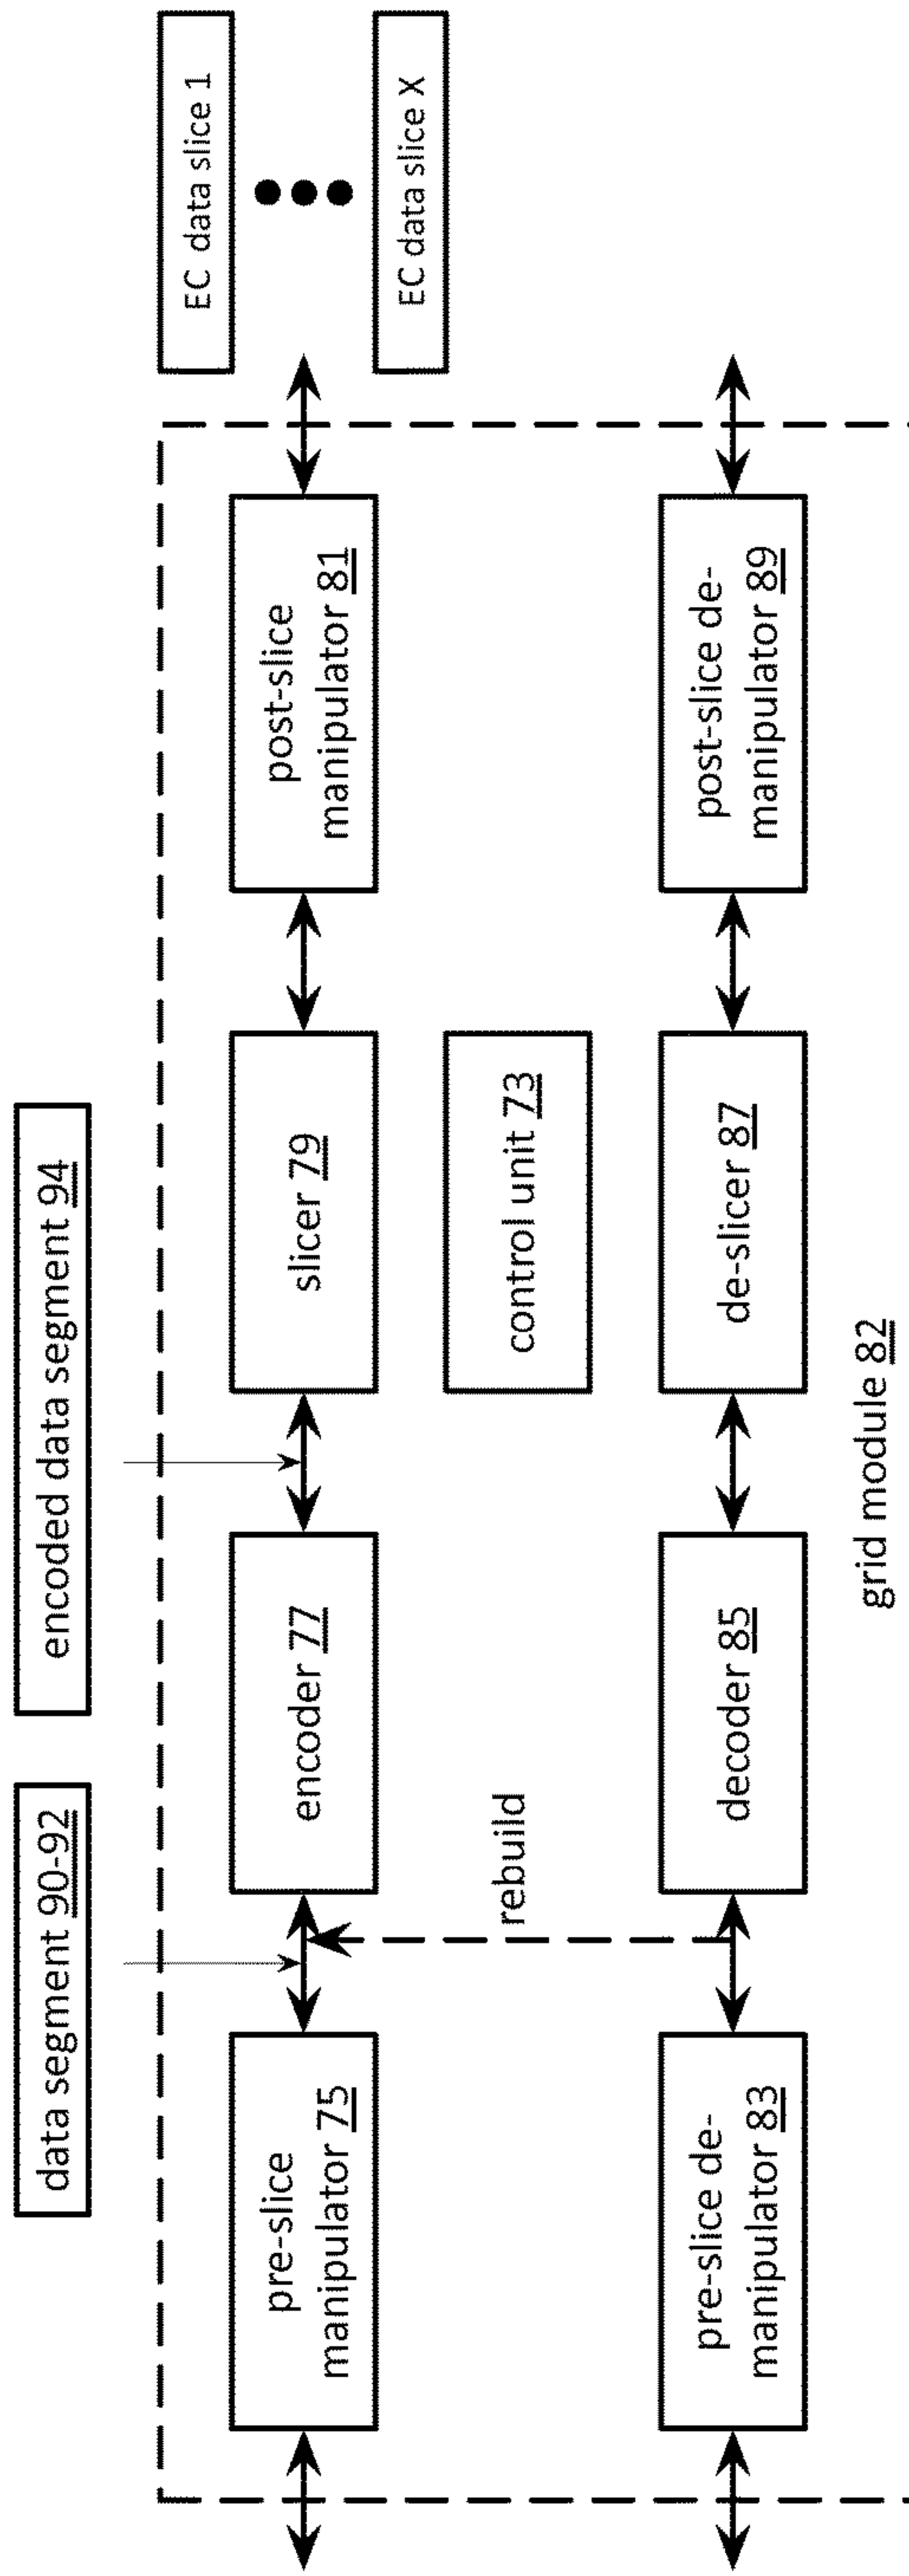 data segment 90-92
encoded data segment 94
EC data slice 1
EC data slice X
pre-slice
manipulator 75
encoder 77
slicer 79
post-slice
manipulator 81
rebuild
control unit 73
pre-slice de-
manipulator 83
decoder 85
de-slicer 87
post-slice de-
manipulator 89
grid module 82